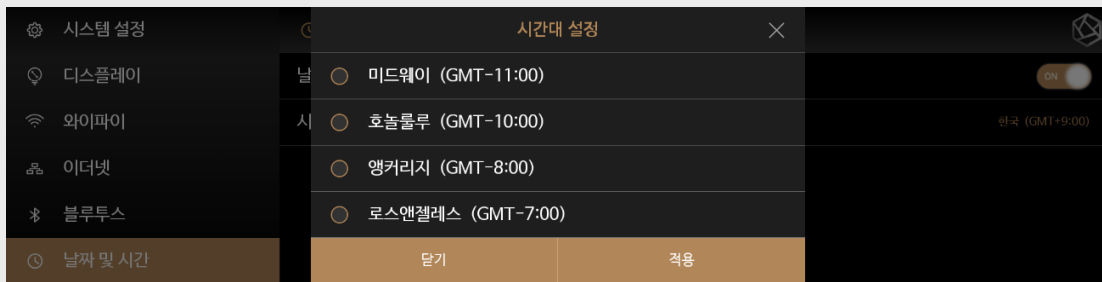 시스템 설정
디스플레이
와이파이
이더넷
블루투스
날짜 및 시간
시간대 설정
미드웨이 (GMT-11:00)
호놀룰루 (GMT-10:00)
앵커리지 (GMT-8:00)
로스앤젤레스 (GMT-7:00)
닫기
적용
날
시
ON
한국 (GMT+9:00)